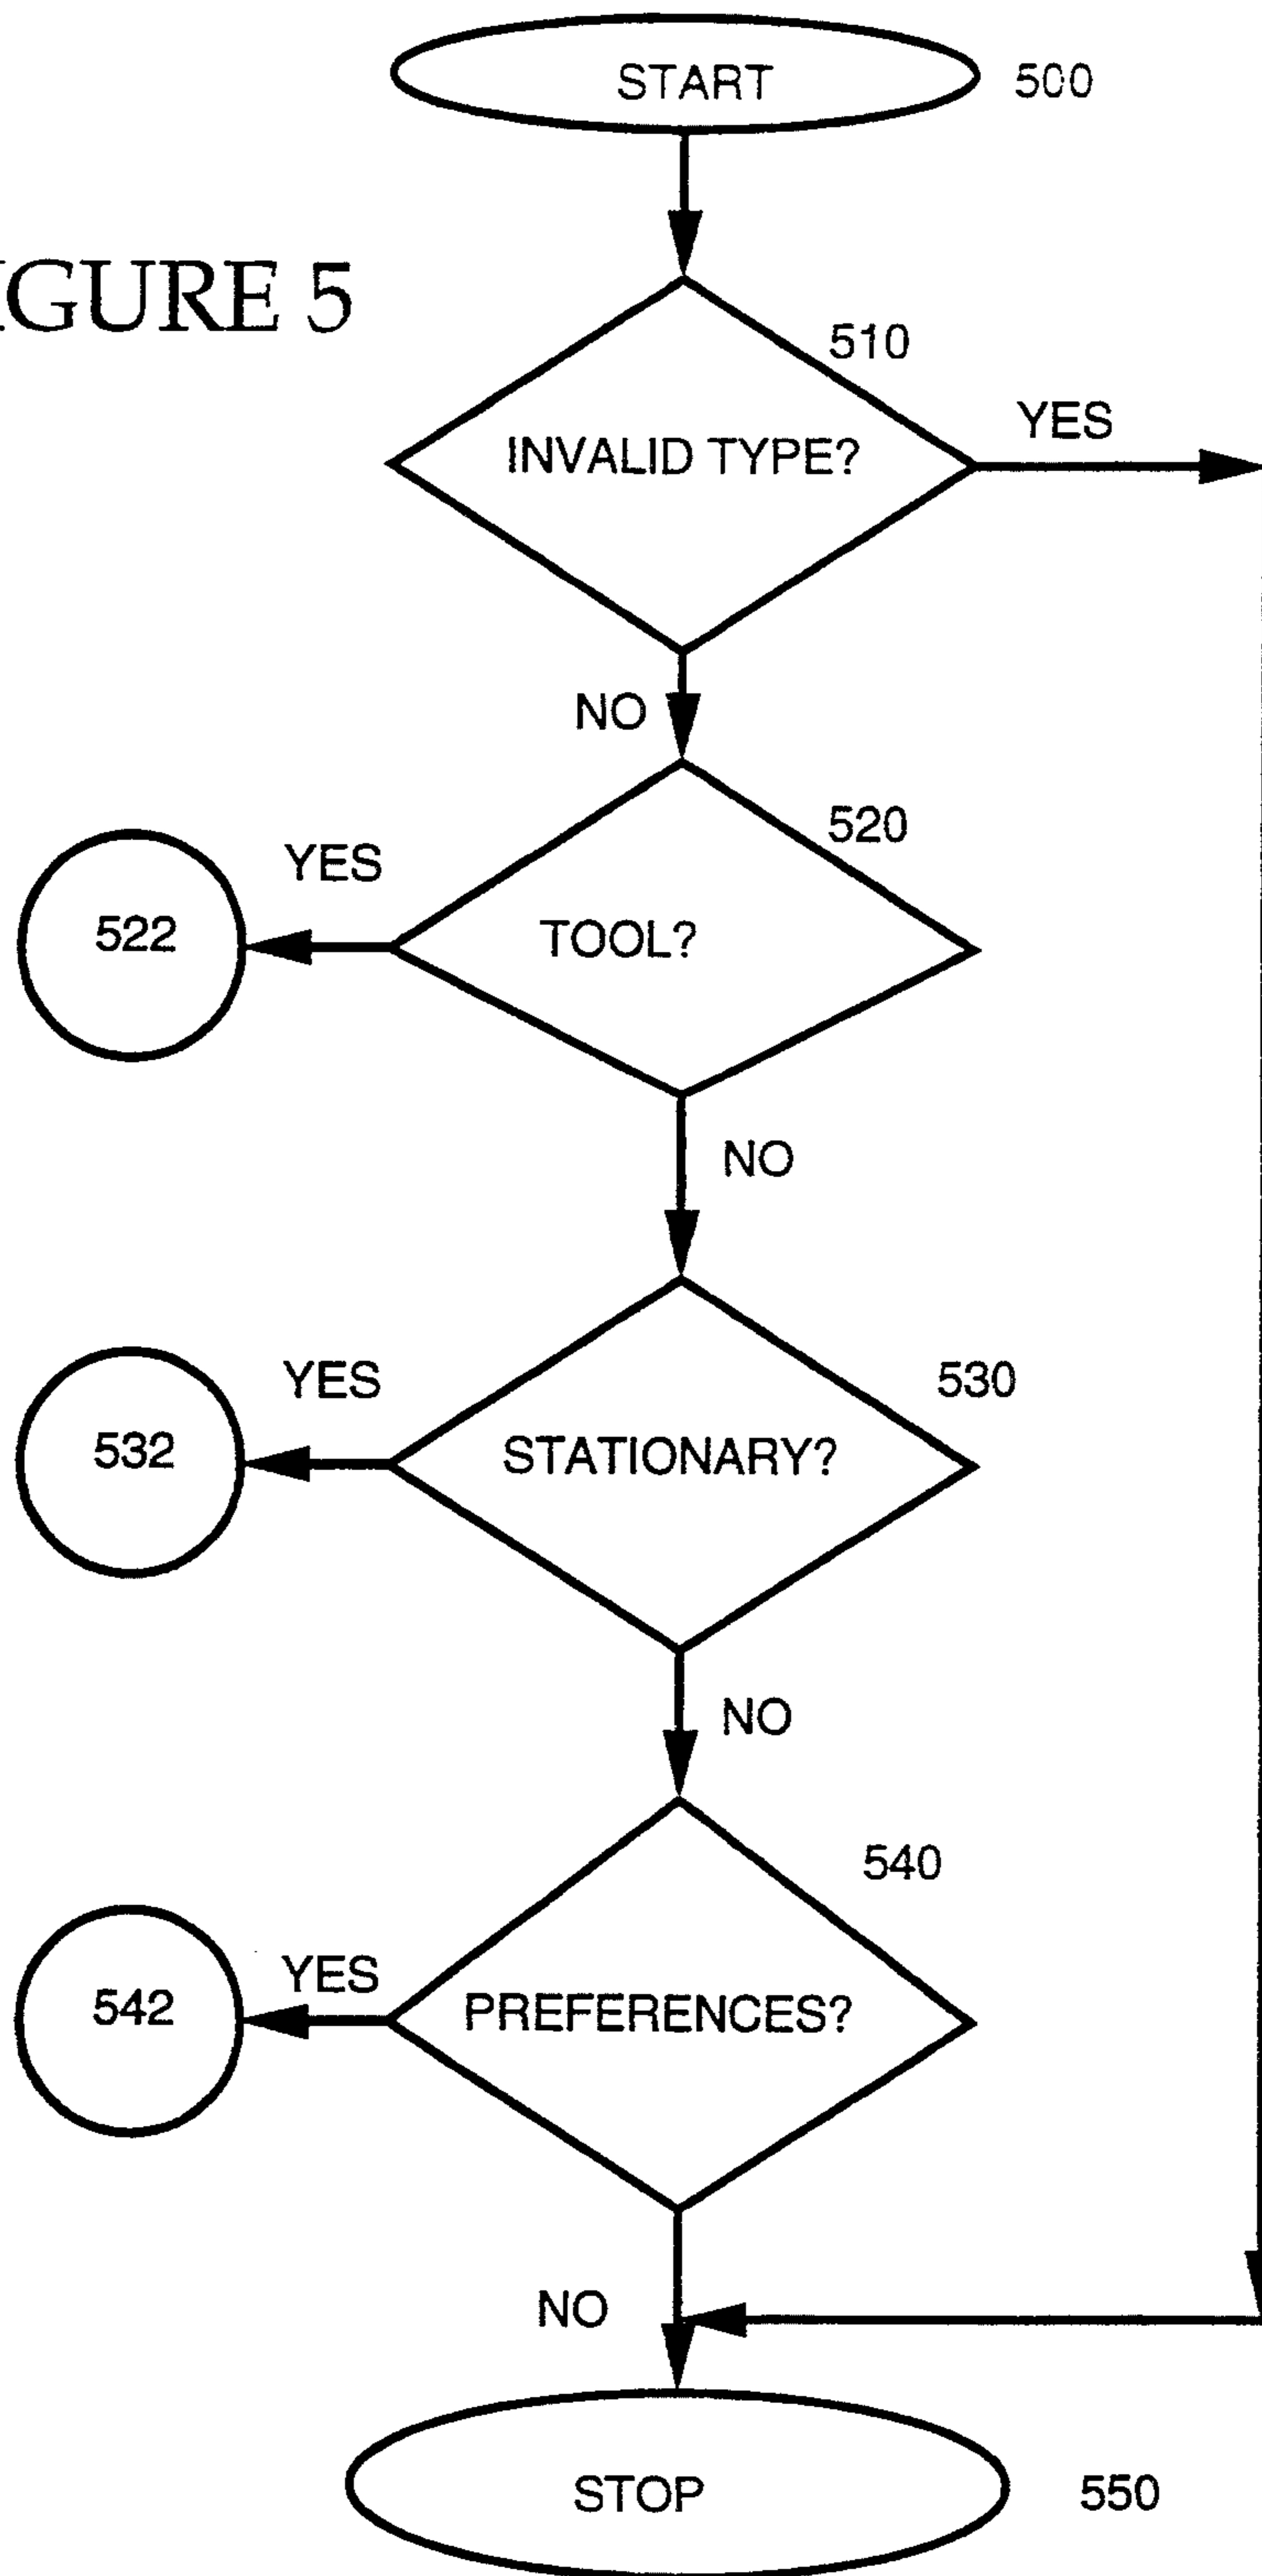 START 500
IGURE 5
510
YES
INVALID TYPE?
NO
520
YES
522
TOOL?
NO
530
YES
532
STATIONARY?
NO
540
YES
542
PREFERENCES?
NO
STOP 550